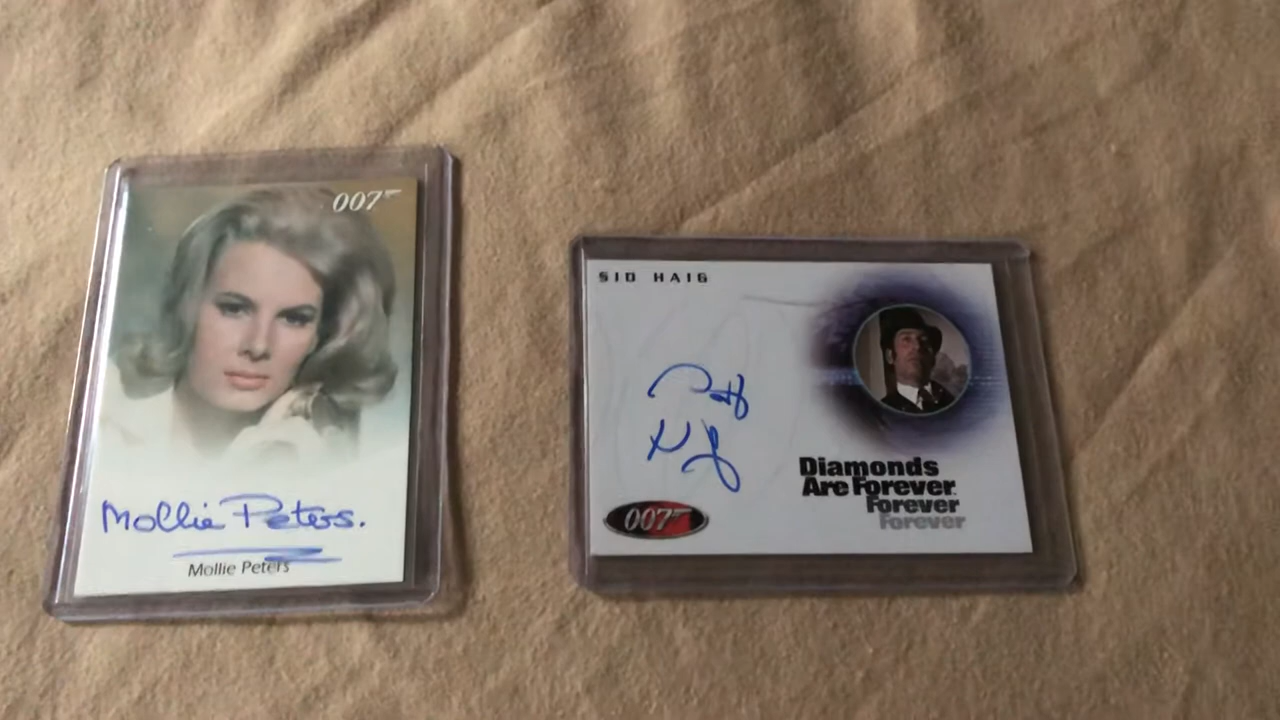 007
Mollie Peters.
Mollie Peters
SID HAIG
Diamonds
Are Forever
Forever
Forever
007